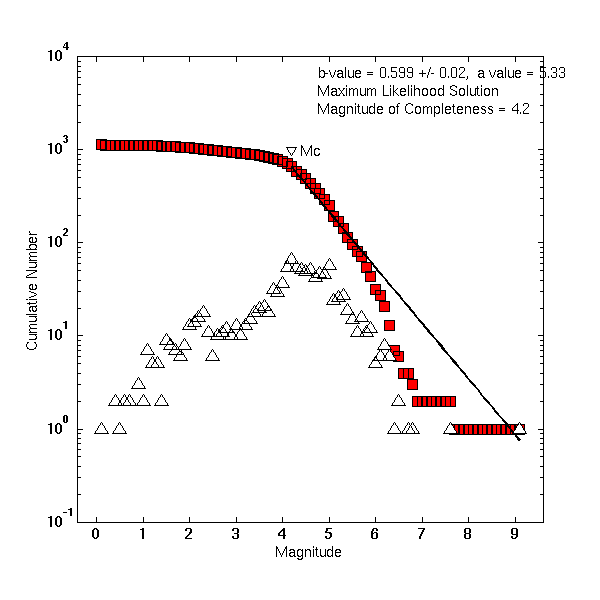 10^4
b-value = 0.599 +/- 0.02,  a value = 5.33
Maximum Likelihood Solution
Magnitude of Completeness = 4.2
10^3
Mc
10^2
Cumulative Number
10^1
10^0
10^-1
0 1 2 3 4 5 6 7 8 9
Magnitude